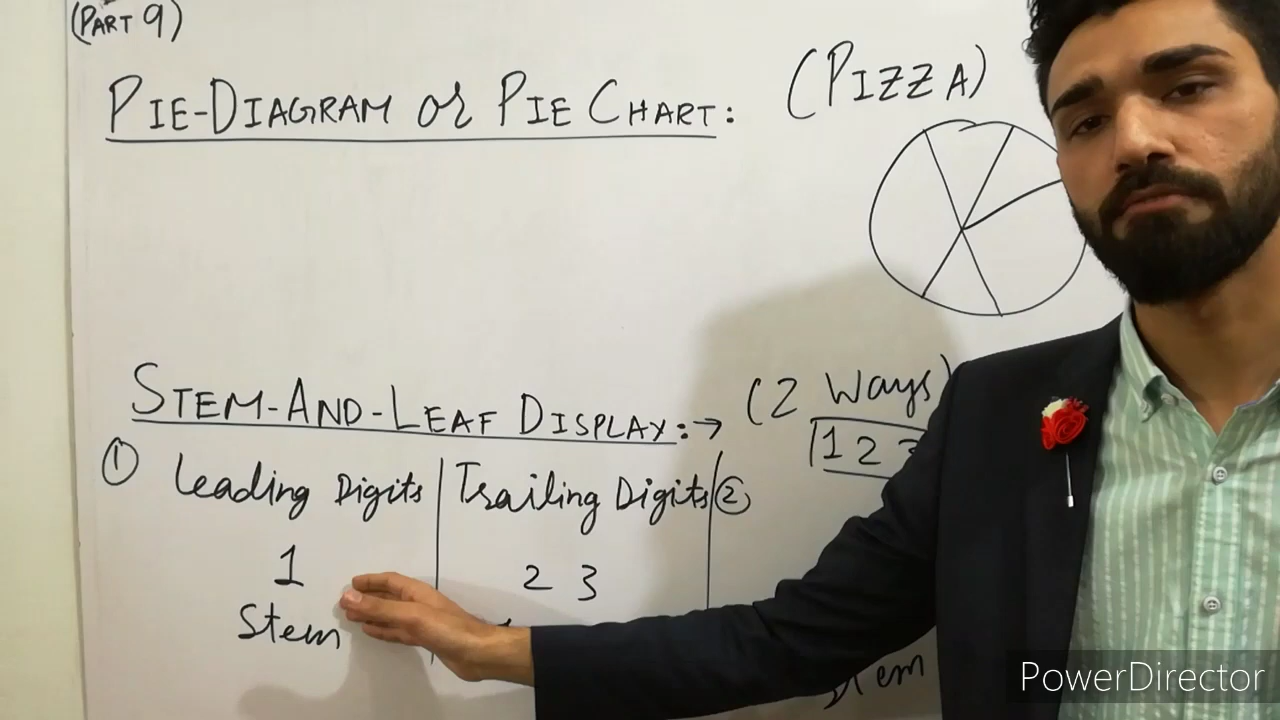 (PART 9)
PIE-DIAGRAM or PIE CHART: (PIZZA)
STEM-AND-LEAF DISPLAY:→ (2 Ways)
1 2 3
① Leading Digits Trailing Digits ②
1 2 3
Stem
Stem
PowerDirector